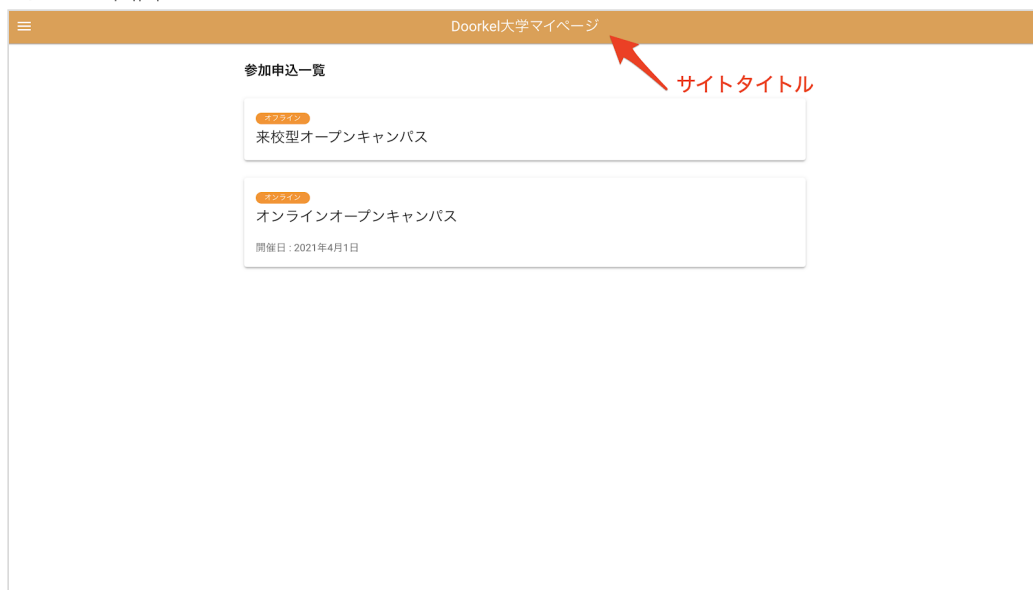 Doorkel大学マイページ
サイトタイトル
参加申込一覧
オフライン
来校型オープンキャンパス
オンライン
オンラインオープンキャンパス
開催日 : 2021年4月1日